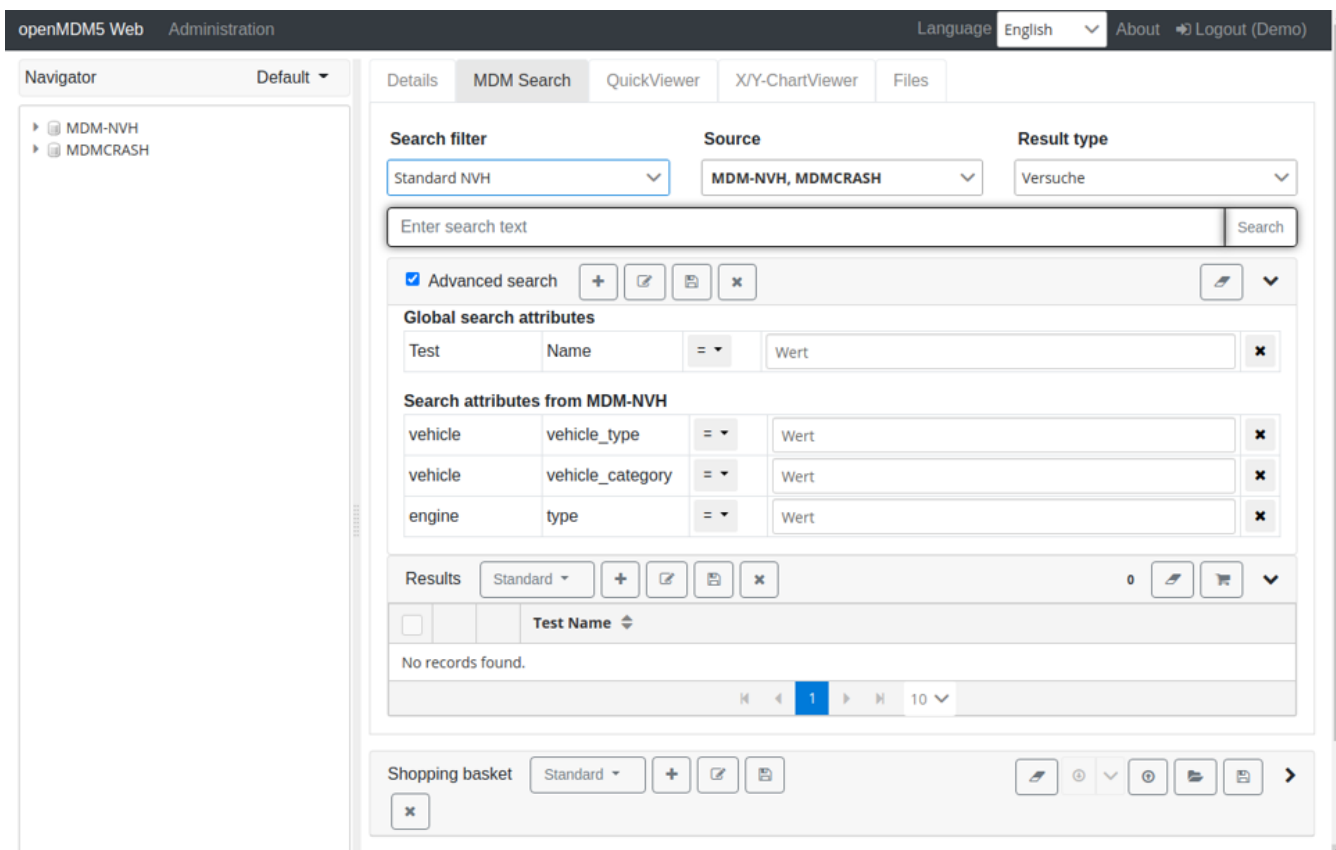 openMDM5 Web Administration Language English About Logout (Demo)
Navigator Default
MDM-NVH
MDMCRASH
Details MDM Search QuickViewer X/Y-ChartViewer Files
Search filter Source Result type
Standard NVH MDM-NVH, MDMCRASH Versuche
Enter search text Search
Advanced search
Global search attributes
Test Name = Wert
Search attributes from MDM-NVH
vehicle vehicle_type = Wert
vehicle vehicle_category = Wert
engine type = Wert
Results Standard 0
Test Name
No records found.
1 10
Shopping basket Standard